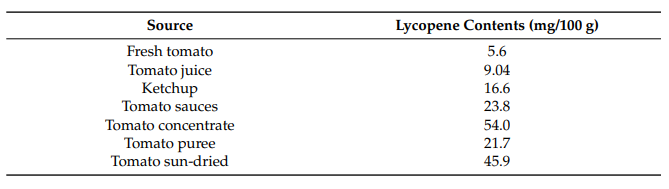 Source Lycopene Contents (mg/100 g)
Fresh tomato 5.6
Tomato juice 9.04
Ketchup 16.6
Tomato sauces 23.8
Tomato concentrate 54.0
Tomato puree 21.7
Tomato sun-dried 45.9